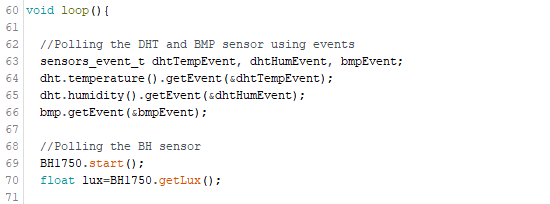 60 void loop(){
61
62 //Polling the DHT and BMP sensor using events
63 sensors_event_t dhtTempEvent, dhtHumEvent, bmpEvent;
64 dht.temperature().getEvent(&dhtTempEvent);
65 dht.humidity().getEvent(&dhtHumEvent);
66 bmp.getEvent(&bmpEvent);
67
68 //Polling the BH sensor
69 BH1750.start();
70 float lux=BH1750.getLux();
71